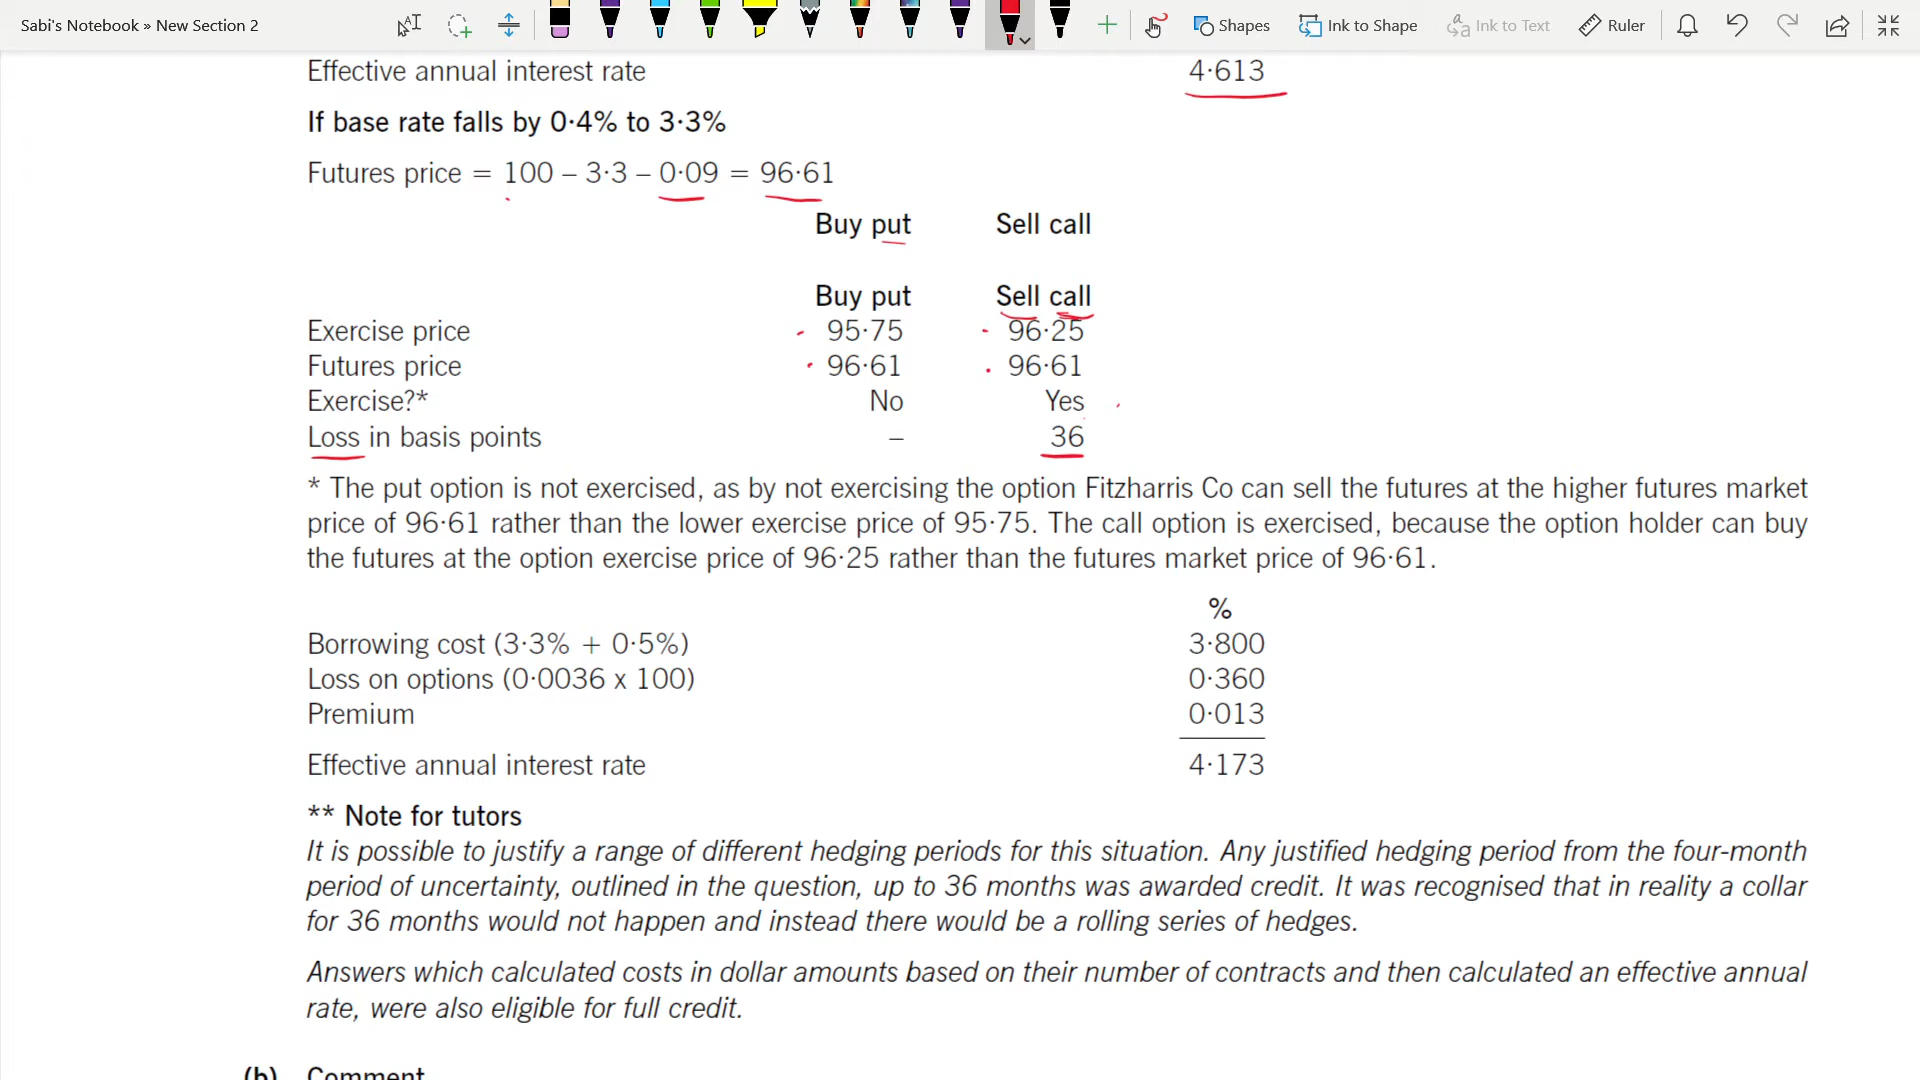 Sabi's Notebook » New Section 2
Shapes
Ink to Shape
Ink to Text
Ruler
Effective annual interest rate 4·613
If base rate falls by 0·4% to 3·3%
Futures price = 100 – 3·3 – 0·09 = 96·61
Buy put Sell call
Buy put Sell call
Exercise price 95·75 96·25
Futures price 96·61 96·61
Exercise?* No Yes
Loss in basis points – 36
* The put option is not exercised, as by not exercising the option Fitzharris Co can sell the futures at the higher futures market
price of 96·61 rather than the lower exercise price of 95·75. The call option is exercised, because the option holder can buy
the futures at the option exercise price of 96·25 rather than the futures market price of 96·61.
%
Borrowing cost (3·3% + 0·5%) 3·800
Loss on options (0·0036 x 100) 0·360
Premium 0·013
Effective annual interest rate 4·173
** Note for tutors
It is possible to justify a range of different hedging periods for this situation. Any justified hedging period from the four-month
period of uncertainty, outlined in the question, up to 36 months was awarded credit. It was recognised that in reality a collar
for 36 months would not happen and instead there would be a rolling series of hedges.
Answers which calculated costs in dollar amounts based on their number of contracts and then calculated an effective annual
rate, were also eligible for full credit.
(b) Comment